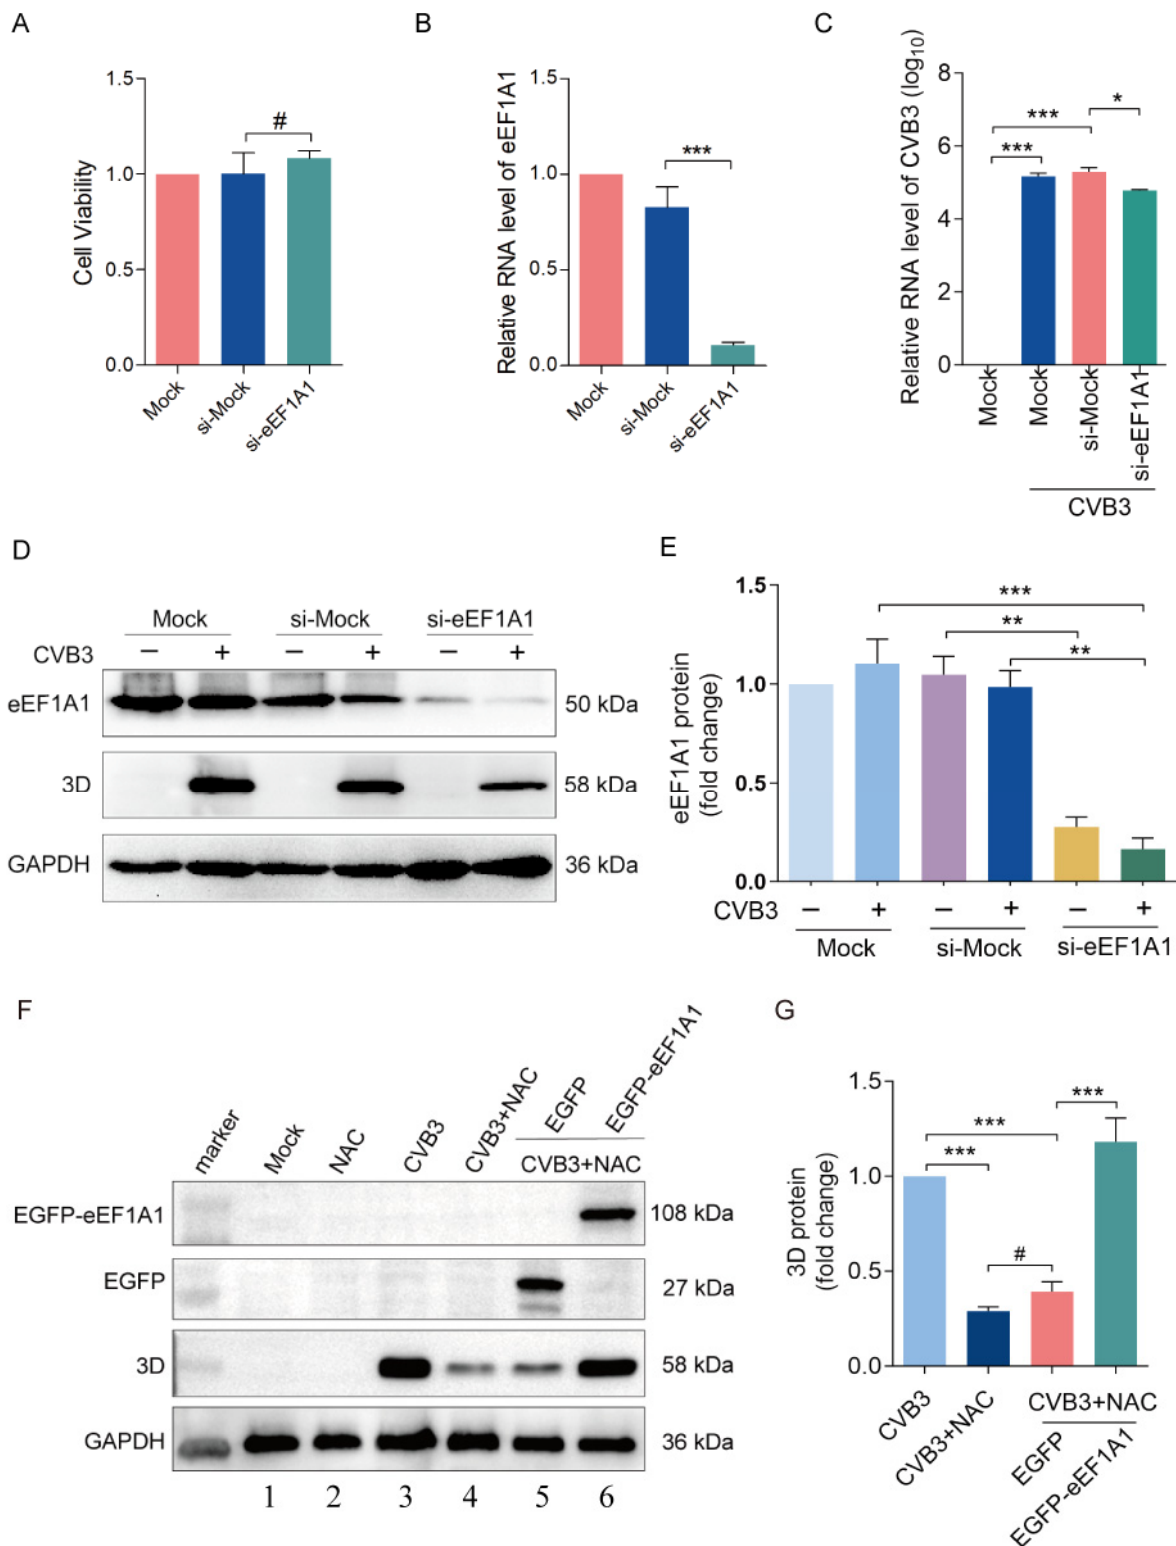 A
1.5
1.0
0.5
0.0
Cell Viability
#
Mock
si-Mock
si-eEF1A1
B
1.5
1.0
0.5
0.0
Relative RNA level of eEF1A1
***
Mock
si-Mock
si-eEF1A1
C
8
6
4
2
0
Relative RNA level of CVB3 (log10)
***
***
*
Mock
Mock
si-Mock
si-eEF1A1
CVB3
D
Mock si-Mock si-eEF1A1
CVB3 − + − + − +
eEF1A1 50 kDa
3D 58 kDa
GAPDH 36 kDa
E
1.5
1.0
0.5
0.0
eEF1A1 protein
(fold change)
***
**
**
CVB3 − + − + − +
Mock si-Mock si-eEF1A1
F
marker
Mock
NAC
CVB3
CVB3+NAC
EGFP
EGFP-eEF1A1
CVB3+NAC
EGFP-eEF1A1 108 kDa
EGFP 27 kDa
3D 58 kDa
GAPDH 36 kDa
1 2 3 4 5 6
G
1.5
1.0
0.5
0.0
3D protein
(fold change)
***
***
***
#
CVB3
CVB3+NAC
EGFP
EGFP-eEF1A1
CVB3+NAC